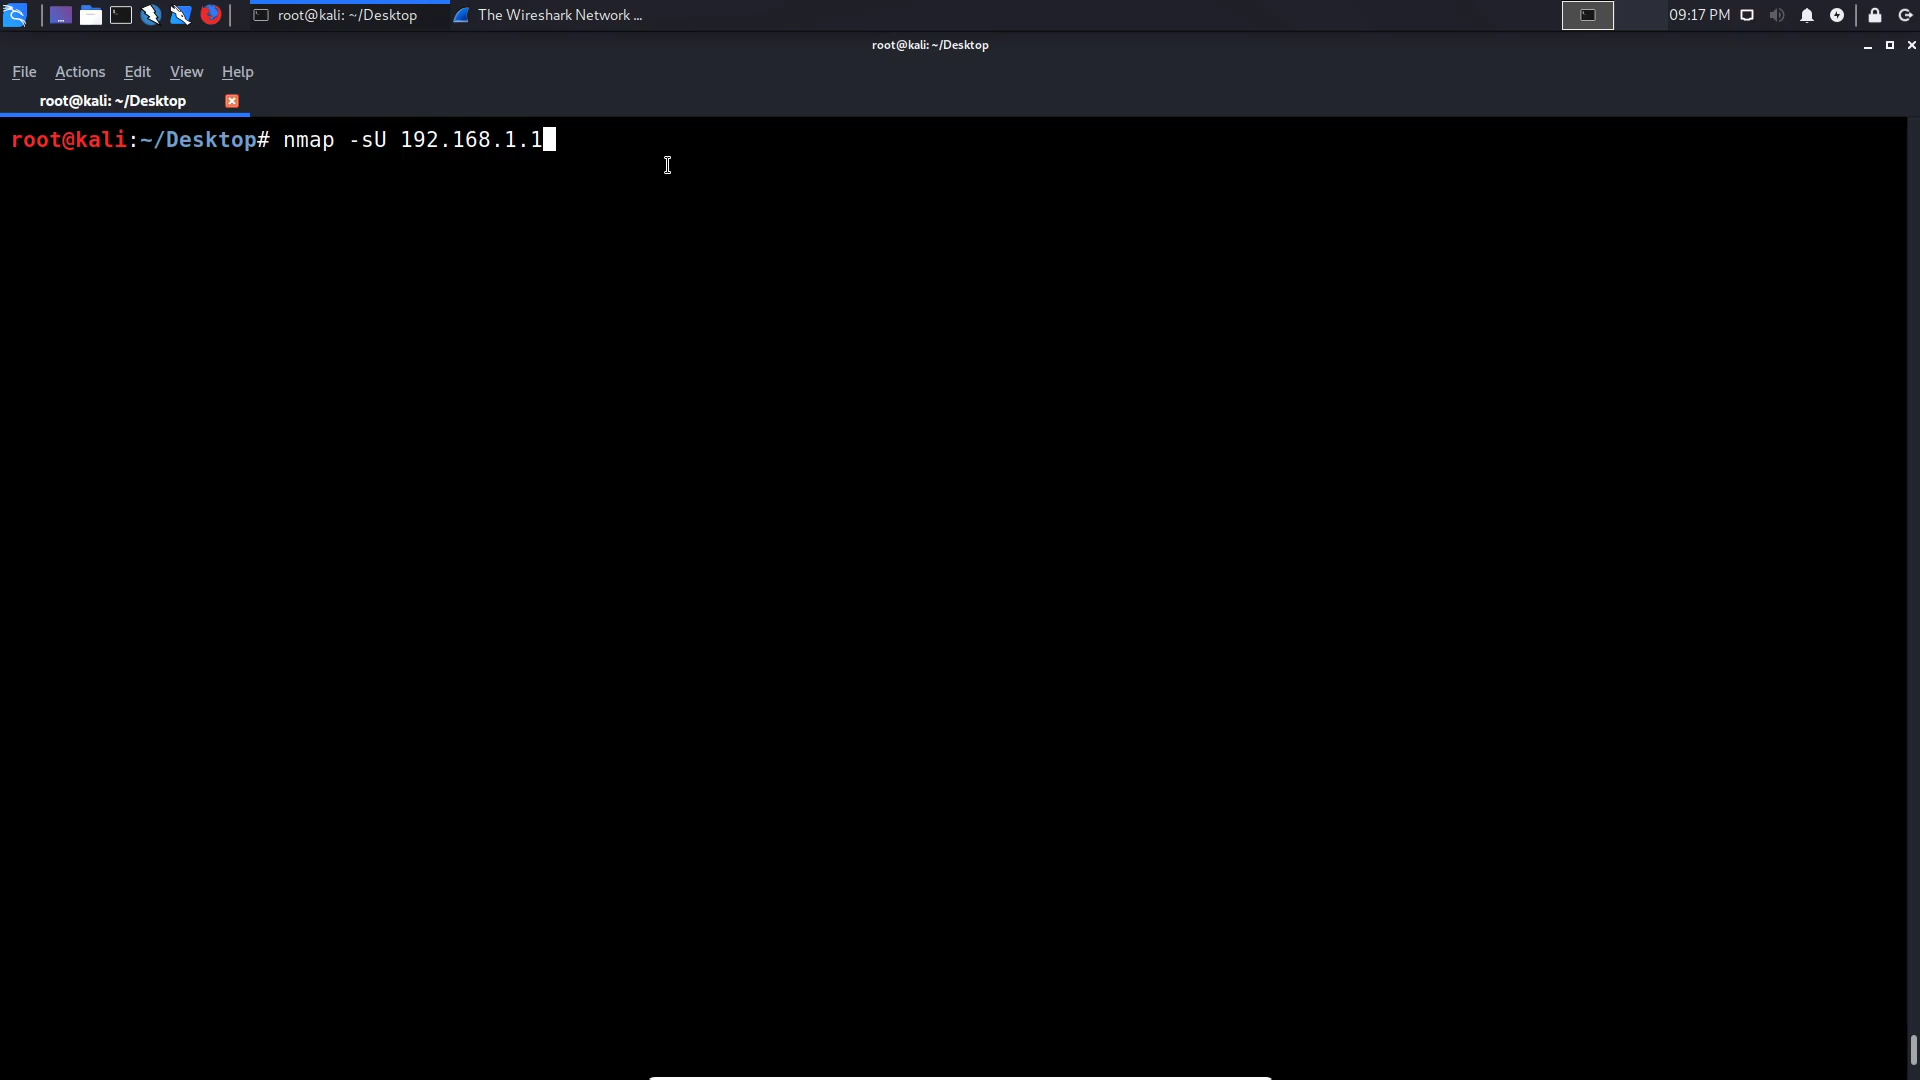 root@kali: ~/Desktop
The Wireshark Network ...
09:17 PM
root@kali: ~/Desktop
File Actions Edit View Help
root@kali: ~/Desktop
root@kali:~/Desktop# nmap -sU 192.168.1.1